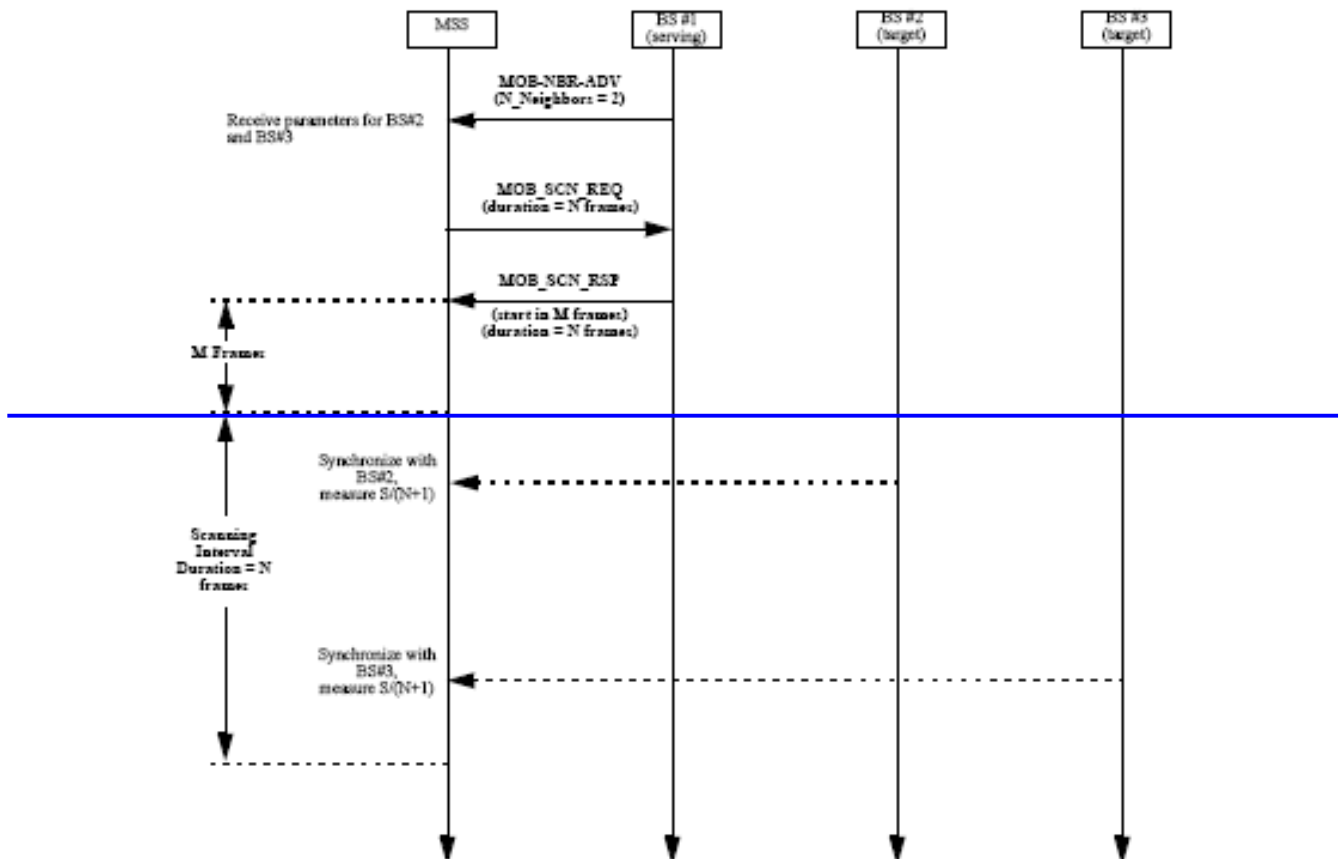 MSS
BS #1
(serving)
BS #2
(target)
BS #3
(target)
MOB-NBR-ADV
(N_Neighbors = 2)
Receive parameters for BS#2
and BS#3
MOB_SCN_REQ
(duration = N frames)
MOB_SCN_RSP
(start in M frames)
(duration = N frames)
M Frames
Synchronize with
BS#2,
measure S/(N+1)
Scanning
Interval
Duration = N
frames
Synchronize with
BS#3,
measure S/(N+1)